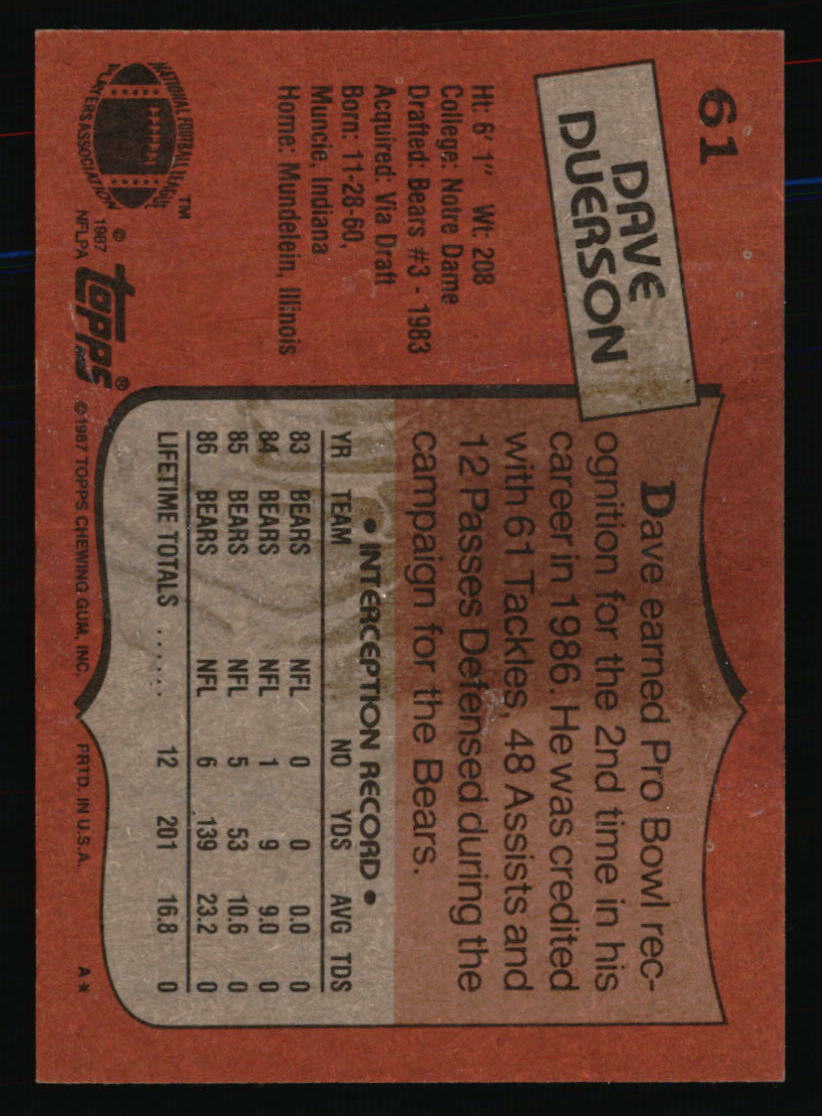 61
DAVE
DUERSON
Ht: 6' 1" Wt: 208
College: Notre Dame
Drafted: Bears #3 - 1983
Acquired: Via Draft
Born: 11-28-60,
Muncie, Indiana
Home: Mundelein, Illinois
NATIONAL FOOTBALL LEAGUE
PLAYERS ASSOCIATION
™
© 1987
NFLPA
topps®
Dave earned Pro Bowl rec-
ognition for the 2nd time in his
career in 1986. He was credited
with 61 Tackles, 48 Assists and
12 Passes Defensed during the
campaign for the Bears.
• INTERCEPTION RECORD •
YR TEAM NO YDS AVG TDS
83 BEARS NFL 0 0 0.0 0
84 BEARS NFL 1 9 9.0 0
85 BEARS NFL 5 53 10.6 0
86 BEARS NFL 6 139 23.2 0
LIFETIME TOTALS ...... 12 201 16.8 0
©1987 TOPPS CHEWING GUM, INC. PRTD. IN U.S.A. A*